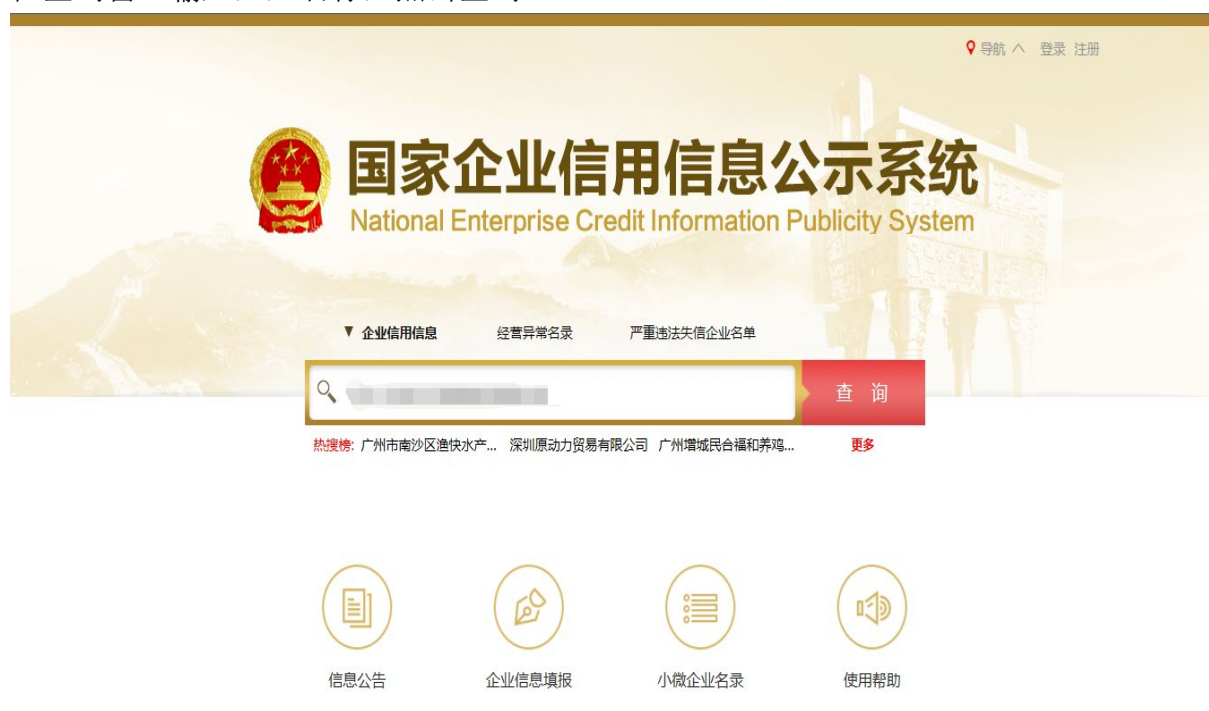 导航 登录 注册
国家企业信用信息公示系统
National Enterprise Credit Information Publicity System
企业信用信息 经营异常名录 严重违法失信企业名单
查 询
热搜榜: 广州市南沙区渔快水产... 深圳原动力贸易有限公司 广州增城民合福和养鸡... 更多
信息公告 企业信息填报 小微企业名录 使用帮助